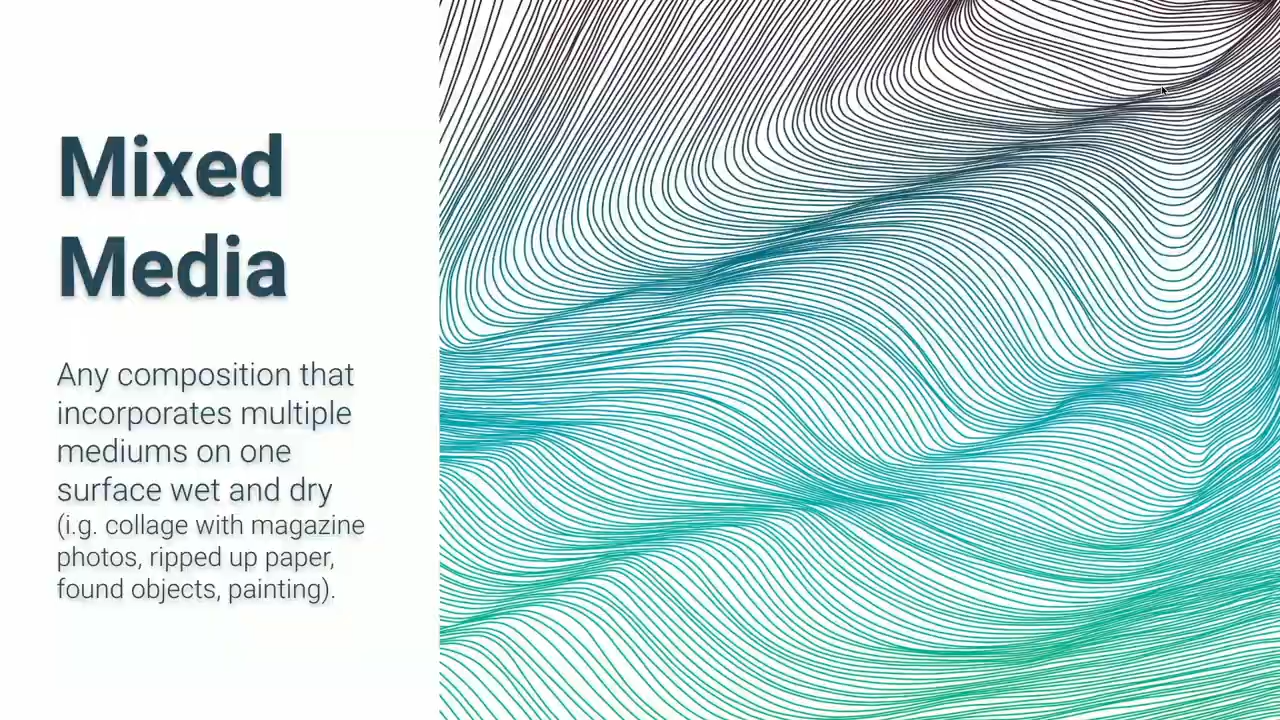 Mixed
Media
Any composition that
incorporates multiple
mediums on one
surface wet and dry
(i.g. collage with magazine
photos, ripped up paper,
found objects, painting).